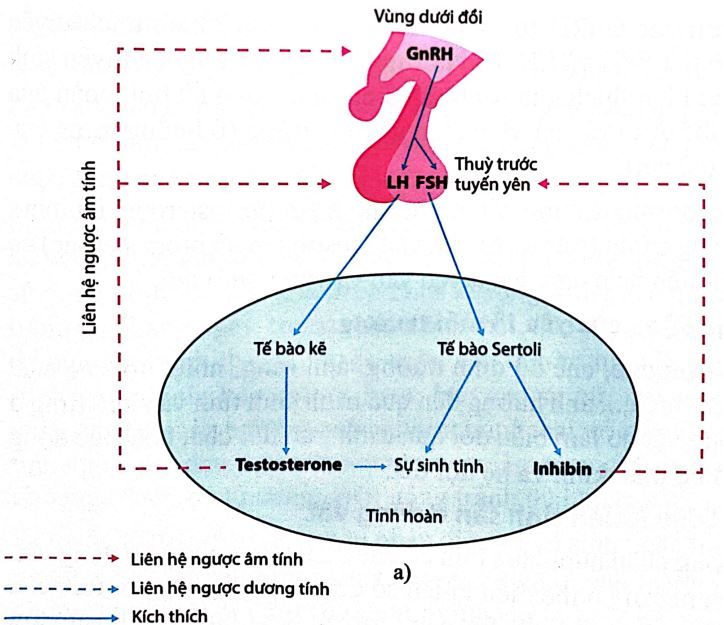 Vùng dưới đồi
GnRH
LH FSH
Thuỳ trước
tuyến yên
Liên hệ ngược âm tính
Tế bào kẽ
Tế bào Sertoli
Testosterone
Sự sinh tinh
Inhibin
Tinh hoàn
Liên hệ ngược âm tính
a)
Liên hệ ngược dương tính
Kích thích